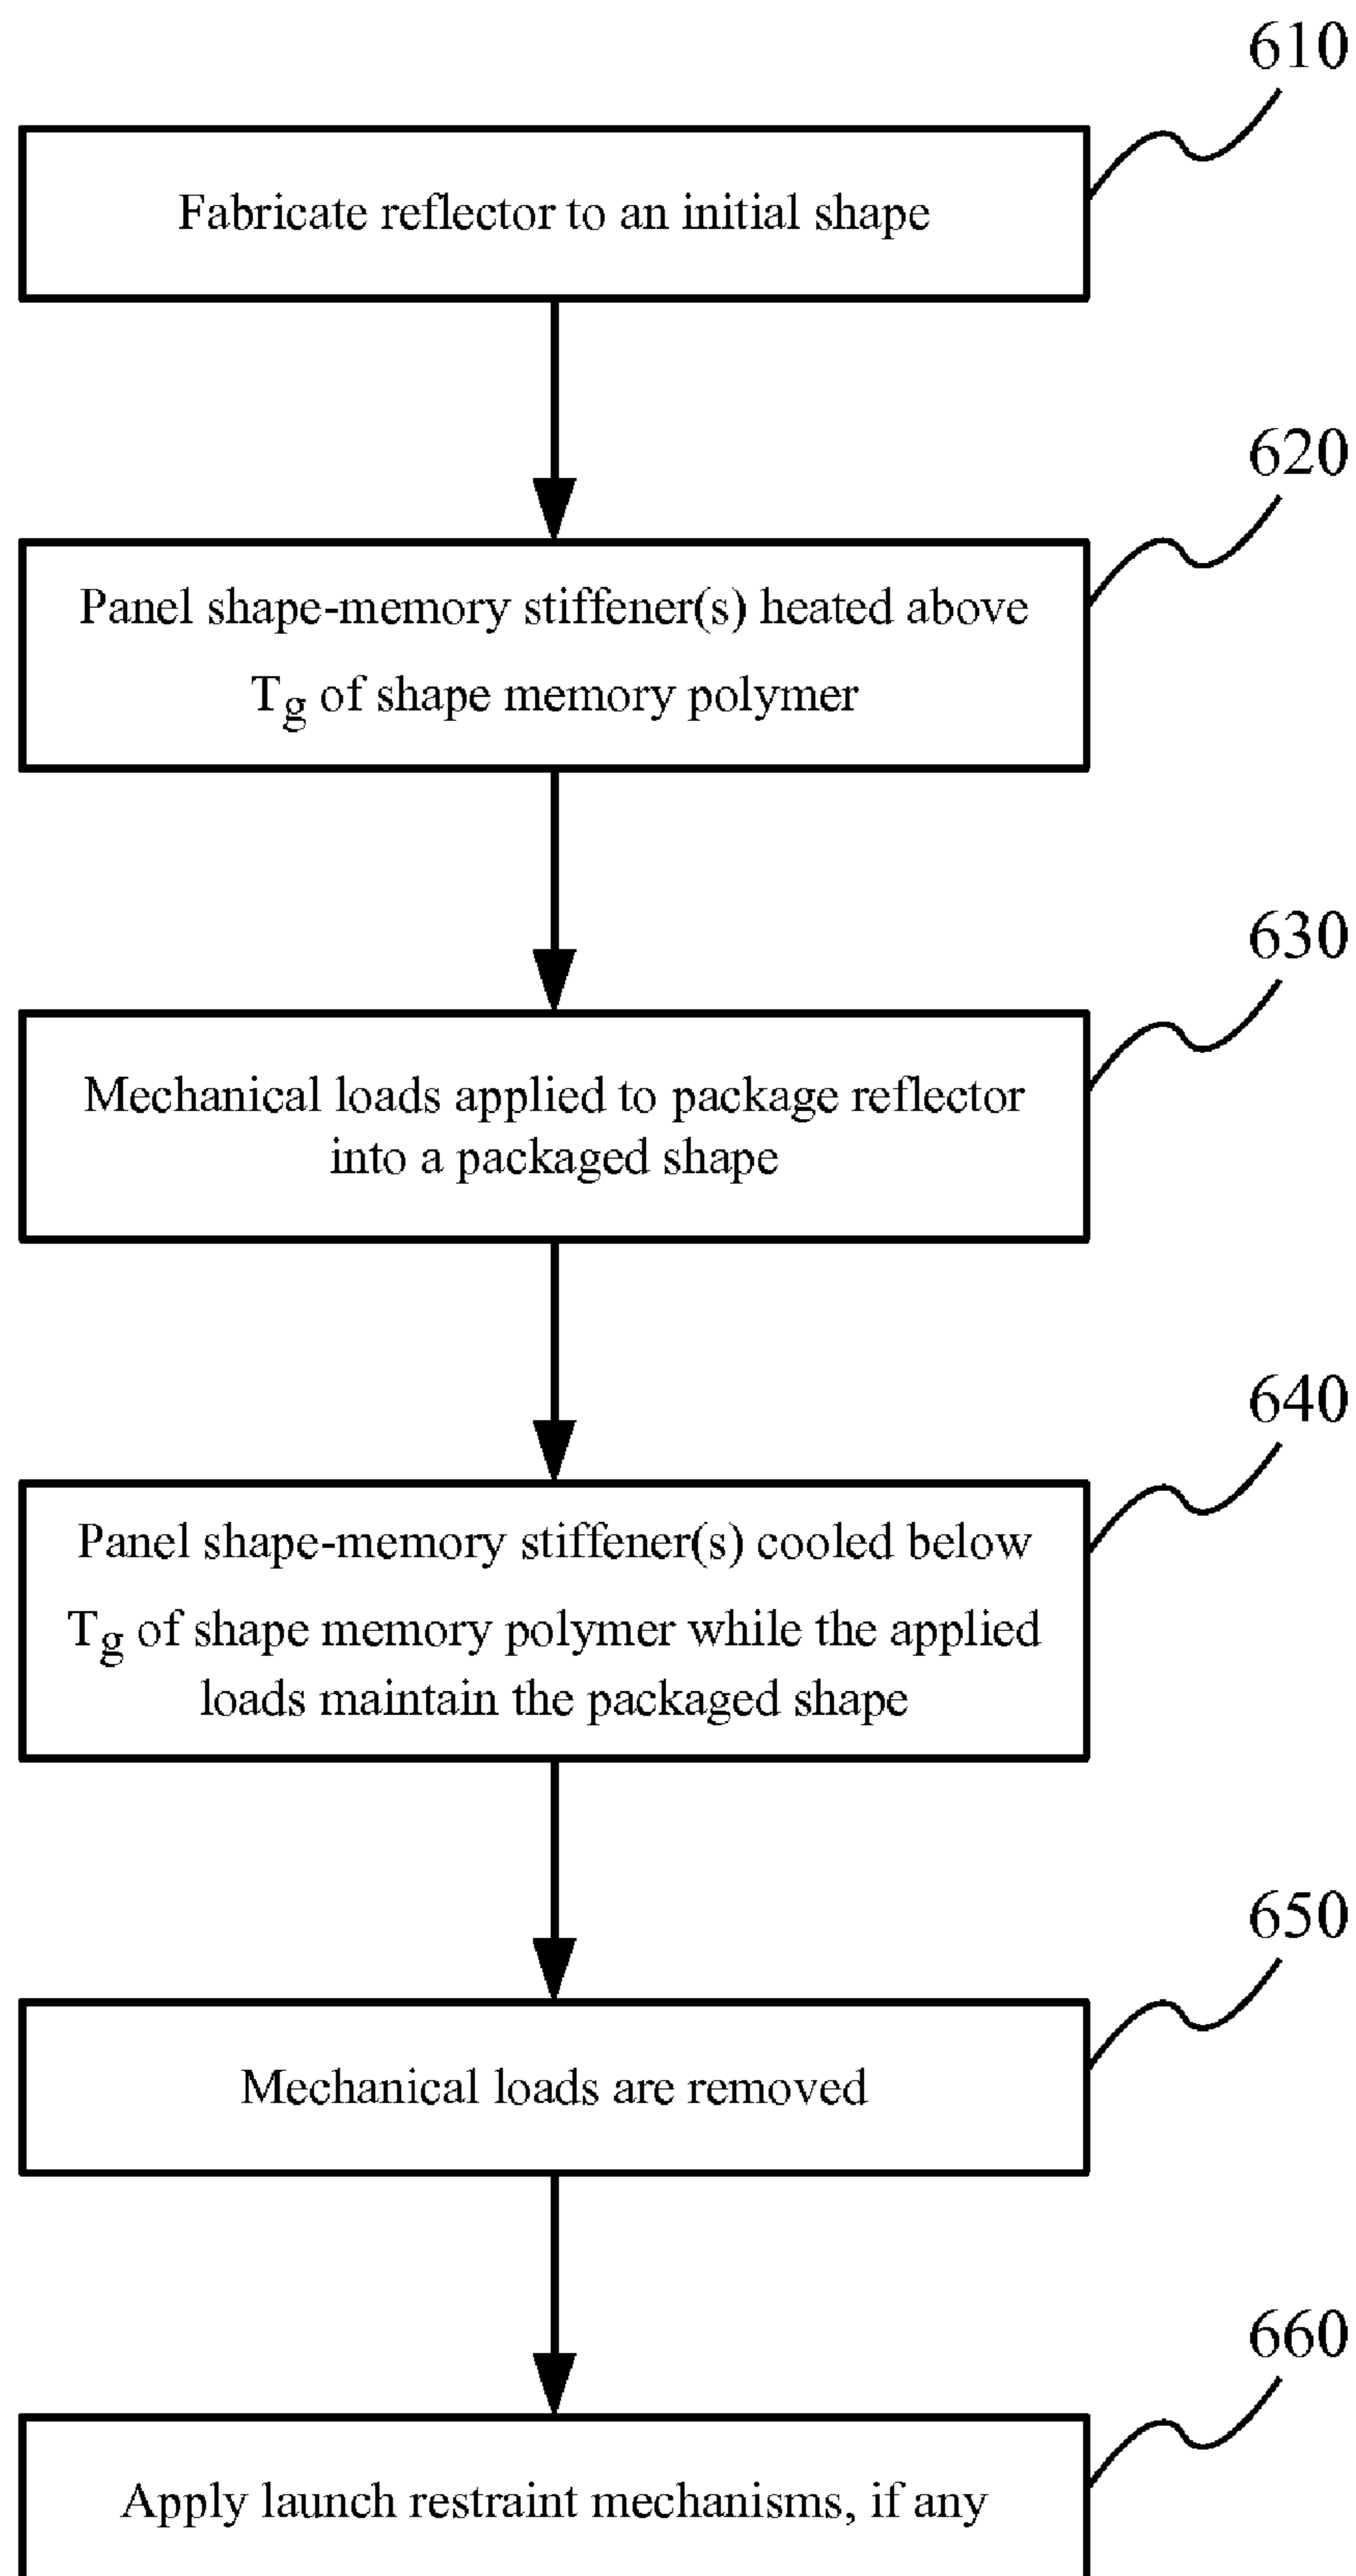 610
Fabricate reflector to an initial shape
620
Panel shape-memory stiffener(s) heated above
Tg of shape memory polymer
630
Mechanical loads applied to package reflector
into a packaged shape
640
Panel shape-memory stiffener(s) cooled below
Tg of shape memory polymer while the applied
loads maintain the packaged shape
650
Mechanical loads are removed
660
Apply launch restraint mechanisms, if any